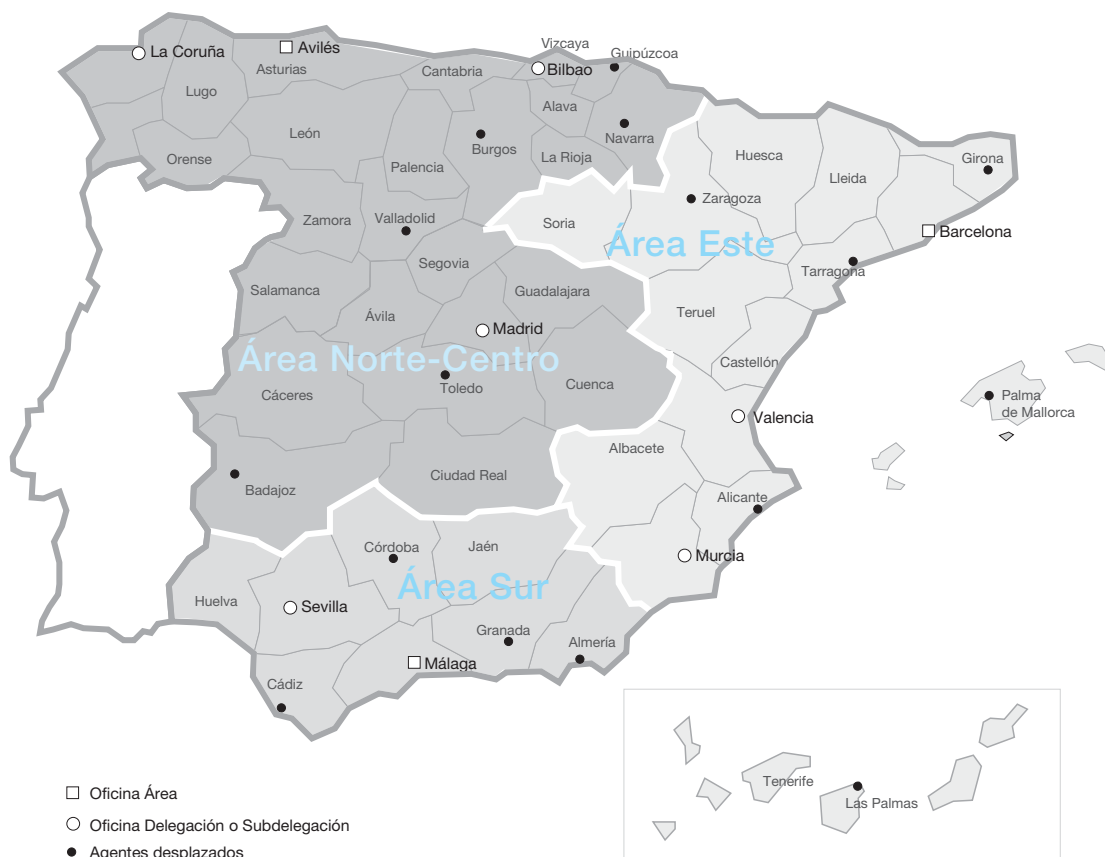 Vizcaya
La Coruña
Avilés
Guipúzcoa
Asturias
Cantabria
Bilbao
Lugo
Alava
León
Navarra
Burgos
Huesca
La Rioja
Girona
Orense
Palencia
Lleida
Zaragoza
Zamora
Valladolid
Soria
Barcelona
Área Este
Segovia
Tarragona
Salamanca
Guadalajara
Ávila
Teruel
Madrid
Área Norte-Centro
Castellón
Toledo
Cuenca
Cáceres
Palma
de Mallorca
Valencia
Albacete
Ciudad Real
Badajoz
Alicante
Córdoba
Jaén
Murcia
Área Sur
Huelva
Sevilla
Granada
Almería
Málaga
Cádiz
Tenerife
Las Palmas
Oficina Área
Oficina Delegación o Subdelegación
Agentes desplazados